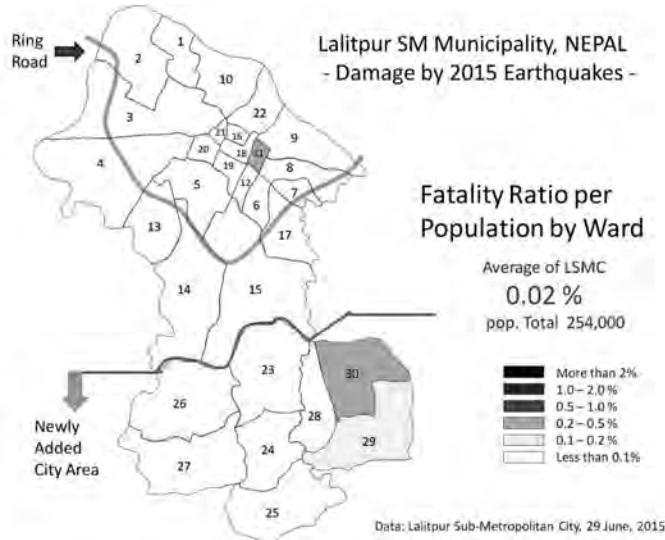 Ring
Road
Lalitpur SM Municipality, NEPAL
- Damage by 2015 Earthquakes -
1
2
10
3
22
21
16
9
4
20
18
11
8
19
5
12
7
6
13
17
Fatality Ratio per
Population by Ward
Average of LSMC
0.02 %
pop. Total 254,000
14
15
23
30
26
28
29
24
27
25
Newly
Added
City Area
More than 2%
1.0 – 2.0 %
0.5 – 1.0 %
0.2 – 0.5 %
0.1 – 0.2 %
Less than 0.1%
Data: Lalitpur Sub-Metropolitan City, 29 June, 2015